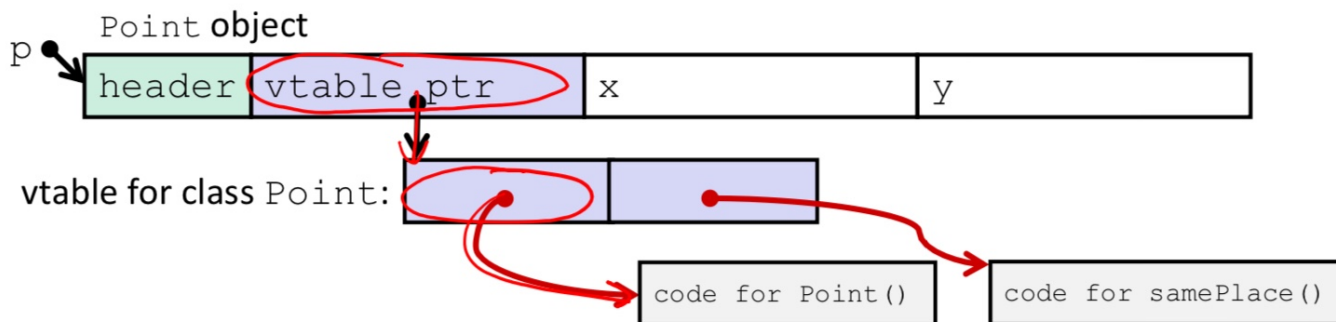 Point object
p
header vtable ptr x y
vtable for class Point:
code for Point() code for samePlace()